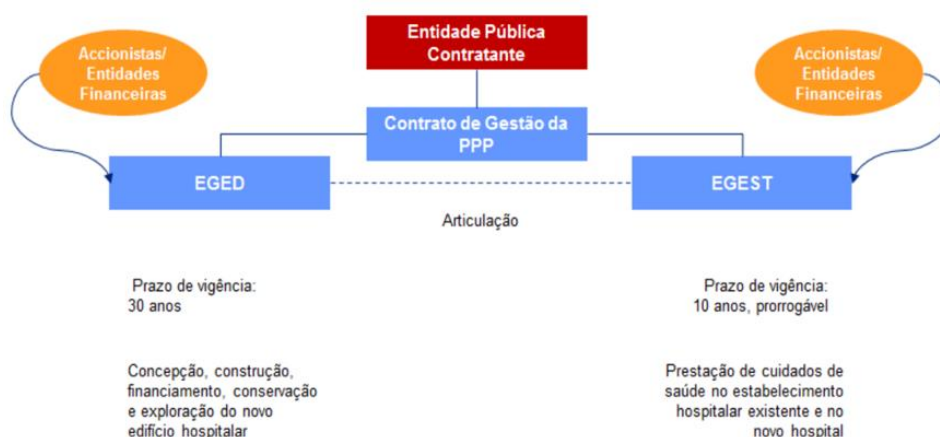 Entidade Pública
Contratante
Accionistas/
Entidades
Financeiras
Accionistas/
Entidades
Financeiras
Contrato de Gestão da
PPP
EGED
EGEST
Articulação
Prazo de vigência:
30 anos
Prazo de vigência:
10 anos, prorrogável
Concepção, construção,
financiamento, conservação
e exploração do novo
edifício hospitalar
Prestação de cuidados de
saúde no estabelecimento
hospitalar existente e no
novo hospital